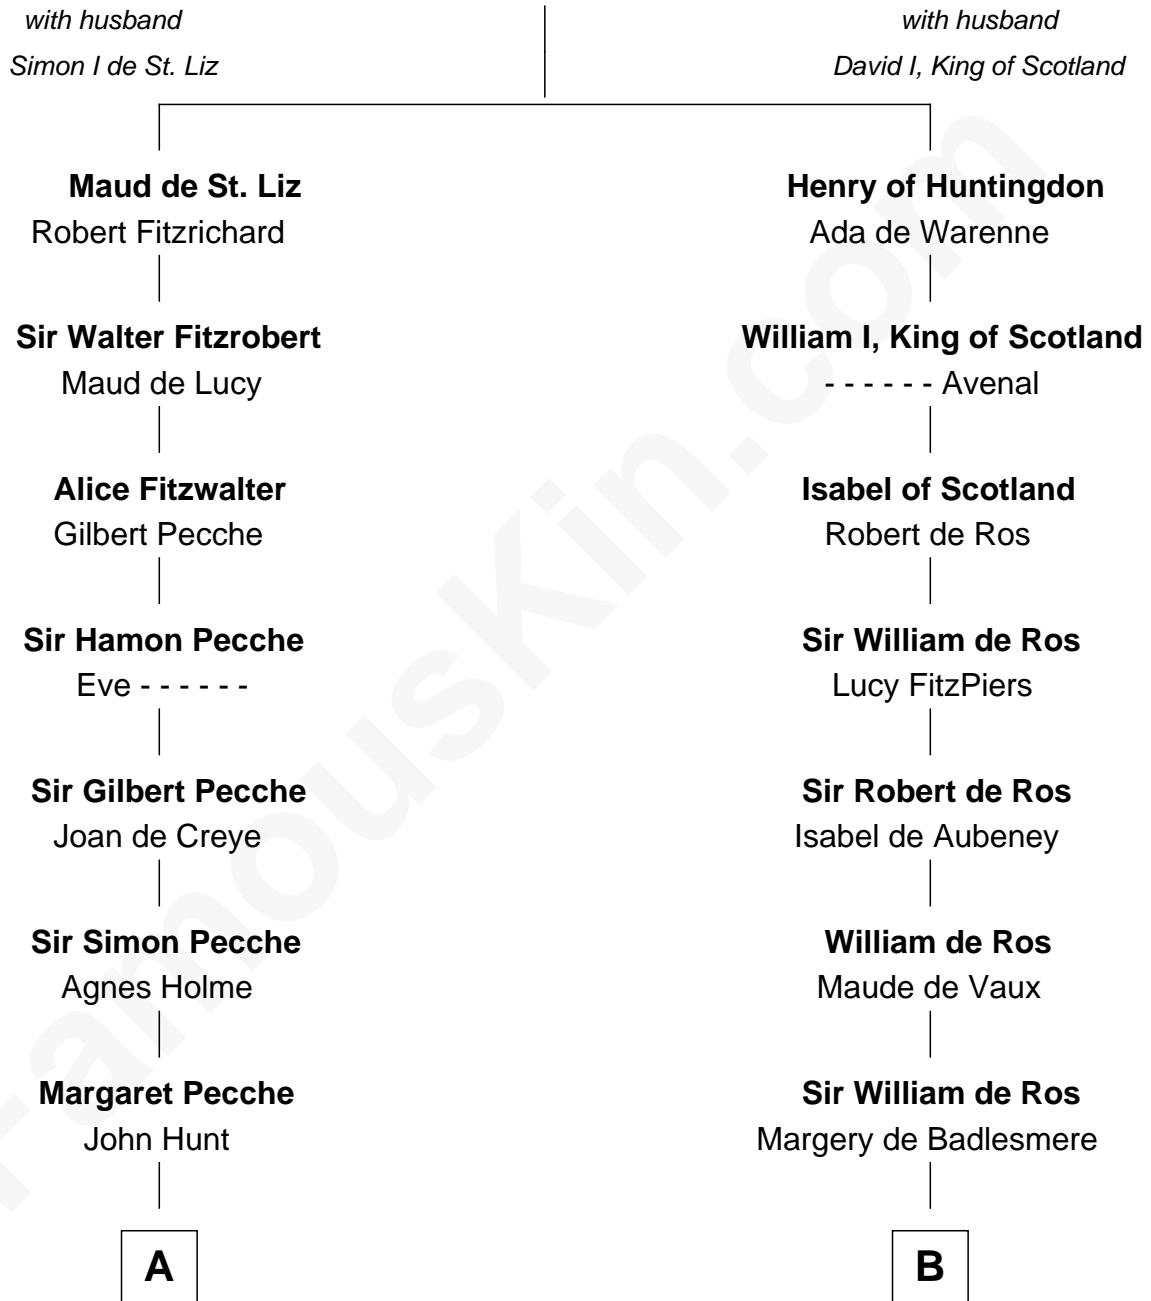 with husband
Simon I de St. Liz
with husband
David I, King of Scotland
Maud de St. Liz
Robert Fitzrichard
Henry of Huntingdon
Ada de Warenne
Sir Walter Fitzrobert
Maud de Lucy
William I, King of Scotland
- - - - - - Avenal
Alice Fitzwalter
Gilbert Pecche
Isabel of Scotland
Robert de Ros
Sir Hamon Pecche
Eve - - - - - -
Sir William de Ros
Lucy FitzPiers
Sir Gilbert Pecche
Joan de Creye
Sir Robert de Ros
Isabel de Aubeney
Sir Simon Pecche
Agnes Holme
William de Ros
Maude de Vaux
Margaret Pecche
John Hunt
Sir William de Ros
Margery de Badlesmere
A
B
FamousKin.com